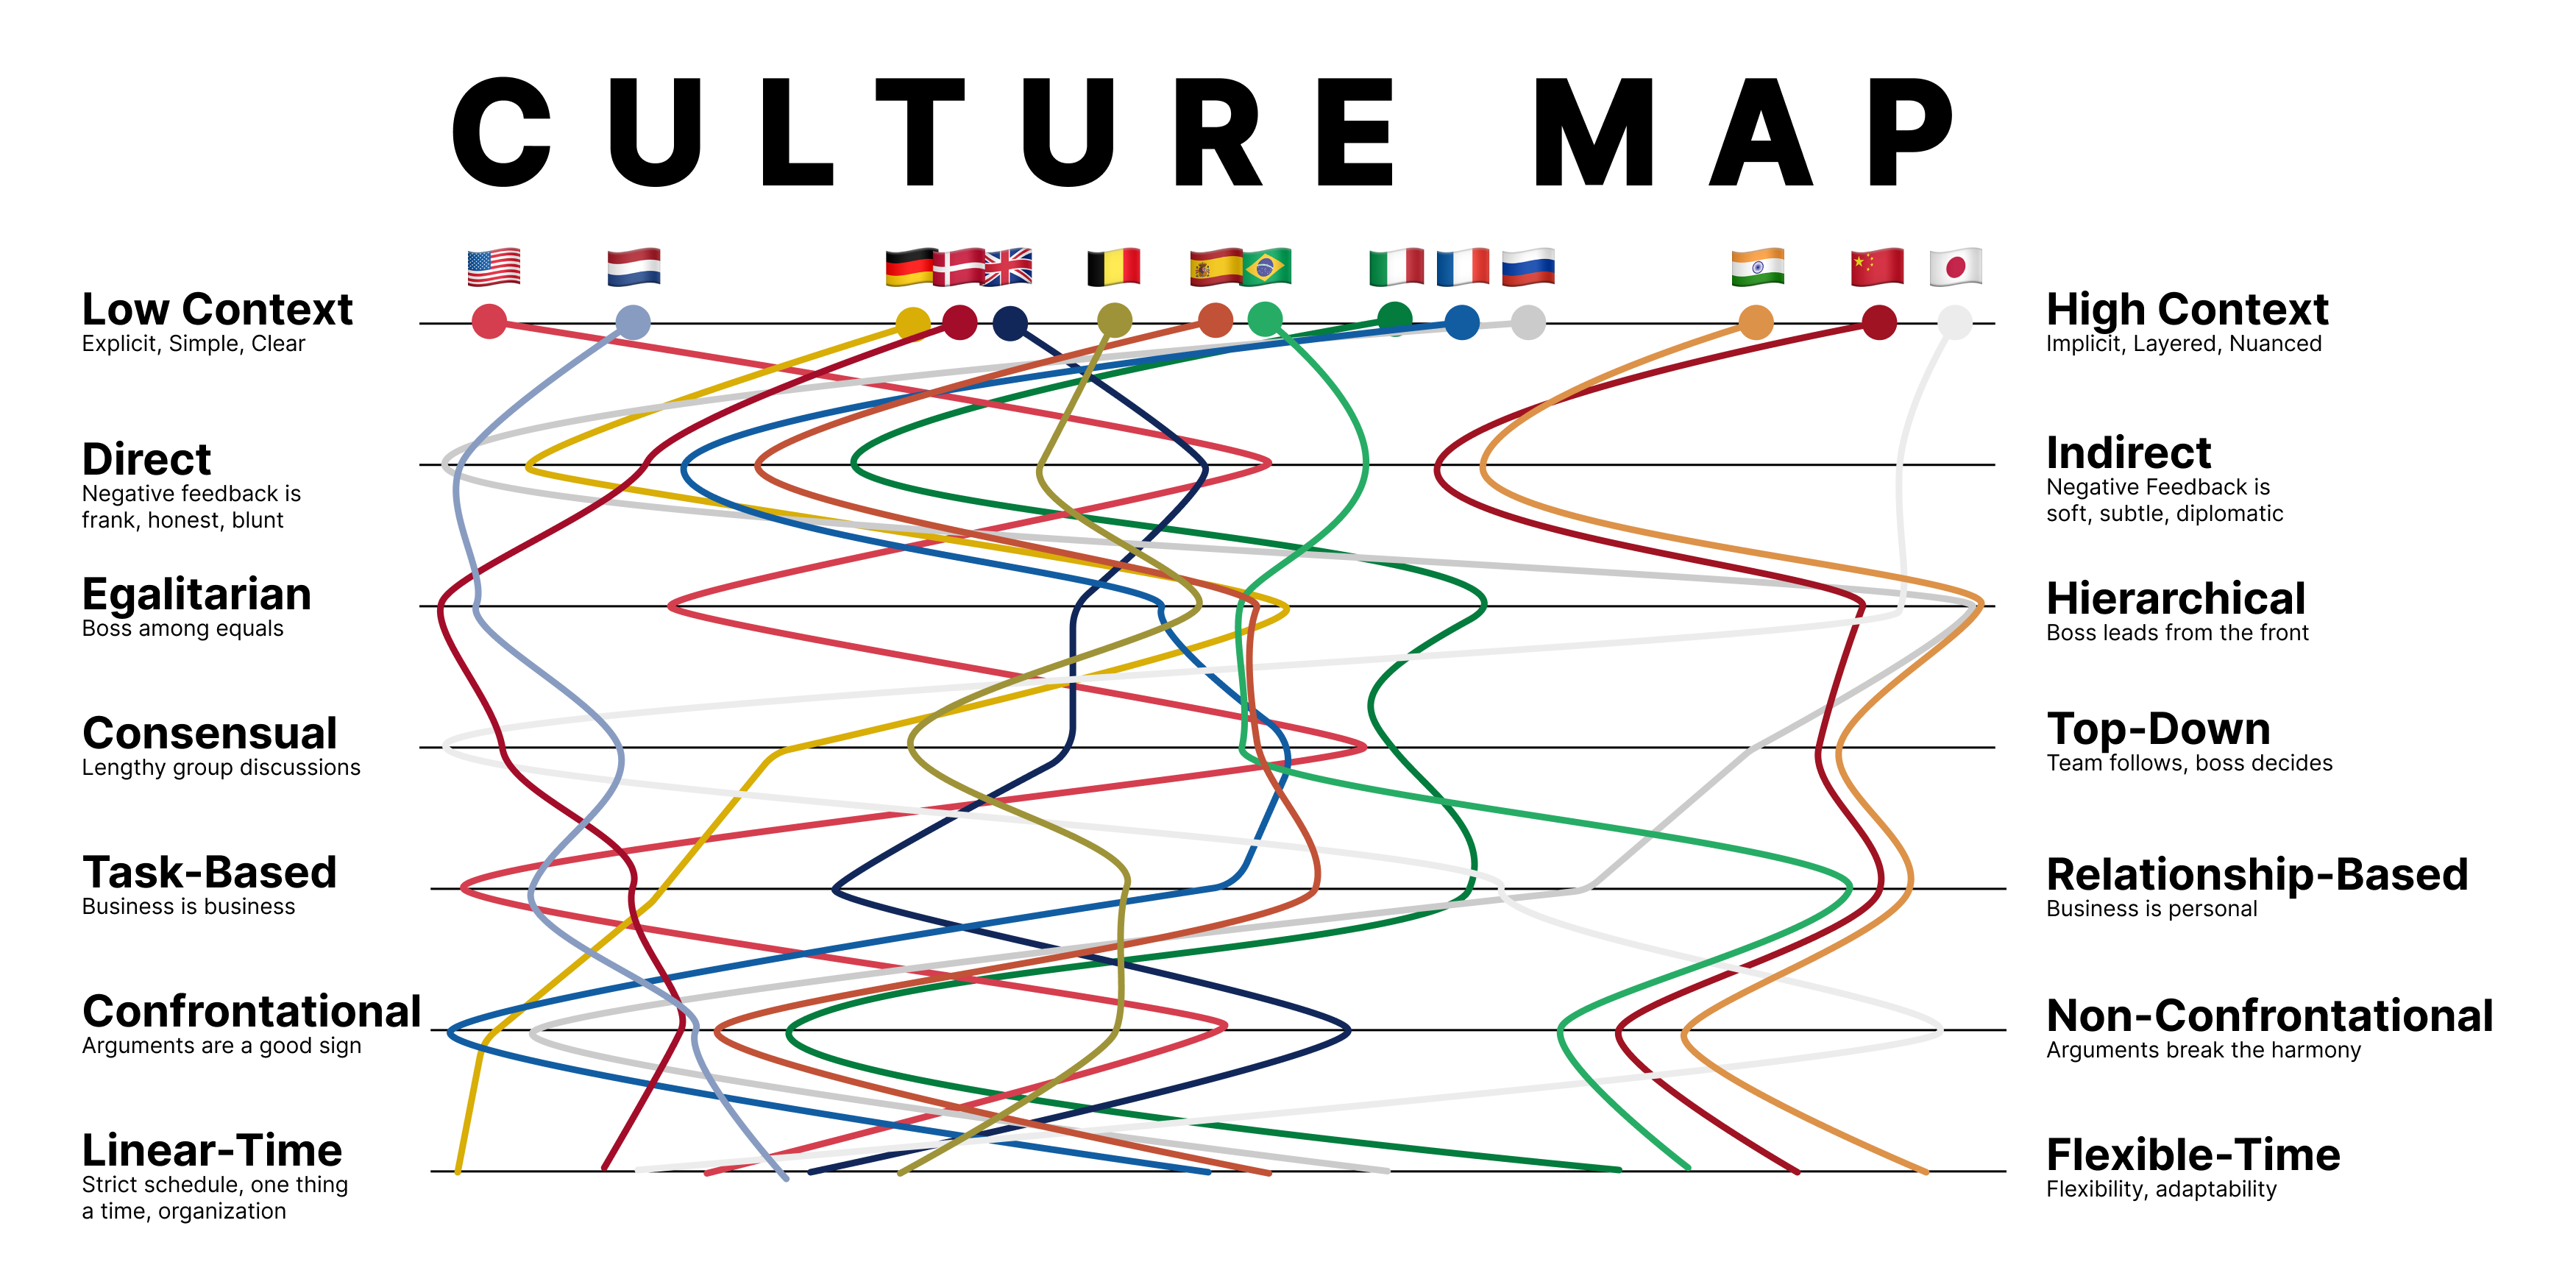 CULTURE MAP
Low Context
Explicit, Simple, Clear
High Context
Implicit, Layered, Nuanced
Direct
Negative feedback is
frank, honest, blunt
Indirect
Negative Feedback is
soft, subtle, diplomatic
Egalitarian
Boss among equals
Hierarchical
Boss leads from the front
Consensual
Lengthy group discussions
Top-Down
Team follows, boss decides
Task-Based
Business is business
Relationship-Based
Business is personal
Confrontational
Arguments are a good sign
Non-Confrontational
Arguments break the harmony
Linear-Time
Strict schedule, one thing
a time, organization
Flexible-Time
Flexibility, adaptability